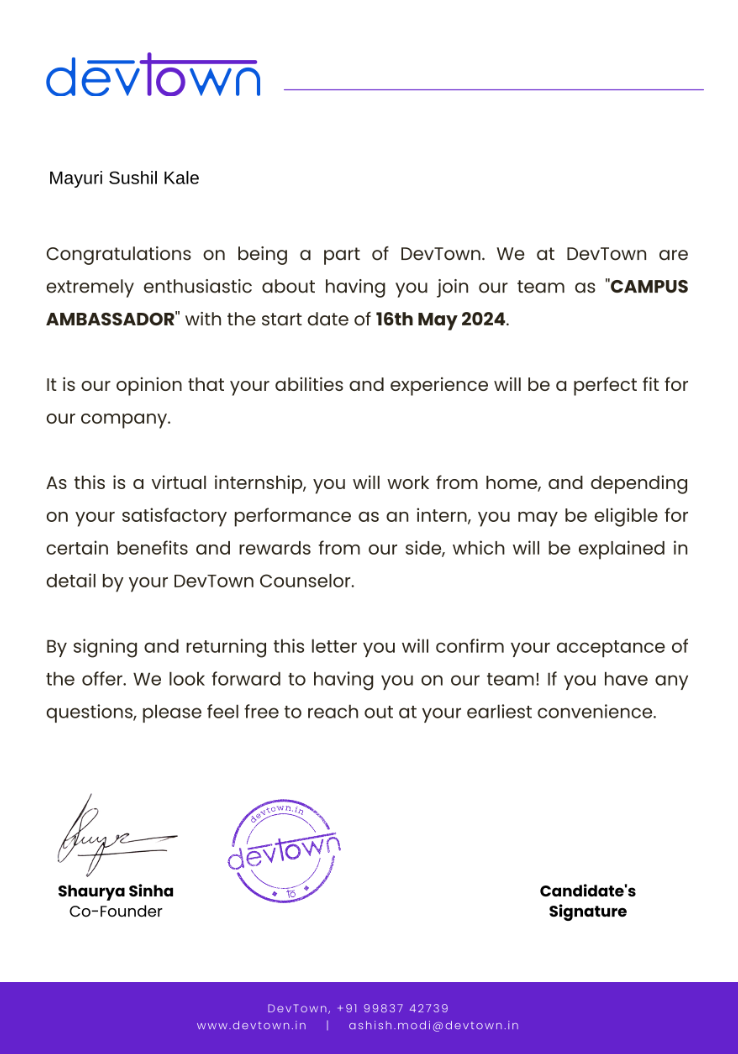 devtown
Mayuri Sushil Kale
Congratulations on being a part of DevTown. We at DevTown are
extremely enthusiastic about having you join our team as "CAMPUS
AMBASSADOR" with the start date of 16th May 2024.
It is our opinion that your abilities and experience will be a perfect fit for
our company.
As this is a virtual internship, you will work from home, and depending
on your satisfactory performance as an intern, you may be eligible for
certain benefits and rewards from our side, which will be explained in
detail by your DevTown Counselor.
By signing and returning this letter you will confirm your acceptance of
the offer. We look forward to having you on our team! If you have any
questions, please feel free to reach out at your earliest convenience.
devtown.in
devtown
Shaurya Sinha
Co-Founder
Candidate's
Signature
DevTown, +91 99837 42739
www.devtown.in | ashish.modi@devtown.in